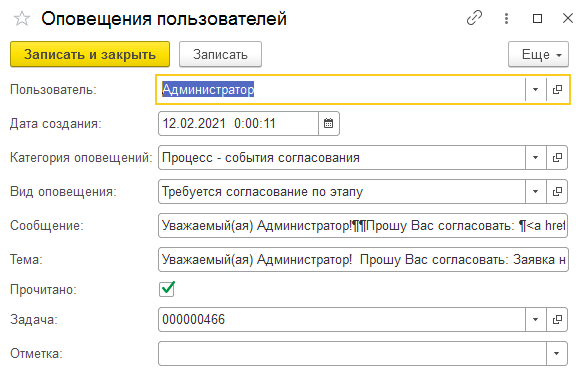 Оповещения пользователей
Записать и закрыть Записать Еще
Пользователь: Администратор
Дата создания: 12.02.2021 0:00:11
Категория оповещений: Процесс - события согласования
Вид оповещения: Требуется согласование по этапу
Сообщение: Уважаемый(ая) Администратор!¶¶Прошу Вас согласовать: ¶<a href
Тема: Уважаемый(ая) Администратор!  Прошу Вас согласовать: Заявка н
Прочитано:
Задача: 000000466
Отметка: